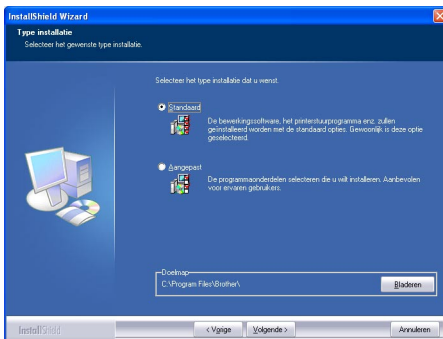 InstallShield Wizard
Type installatie
Selecteer het gewenste type installatie.
Selecteer het type installatie dat u wenst.
Standaard
De bewerkingssoftware, het printerstuurprogramma enz. zullen
geïnstalleerd worden met de standaard opties. Gewoonlijk is deze optie
geselecteerd.
Aangepast
De programmaonderdelen selecteren die u wilt installeren. Aanbevolen
voor ervaren gebruikers.
Doelmap
C:\Program Files\Brother\
Bladeren
InstallShield
< Vorige
Volgende >
Annuleren